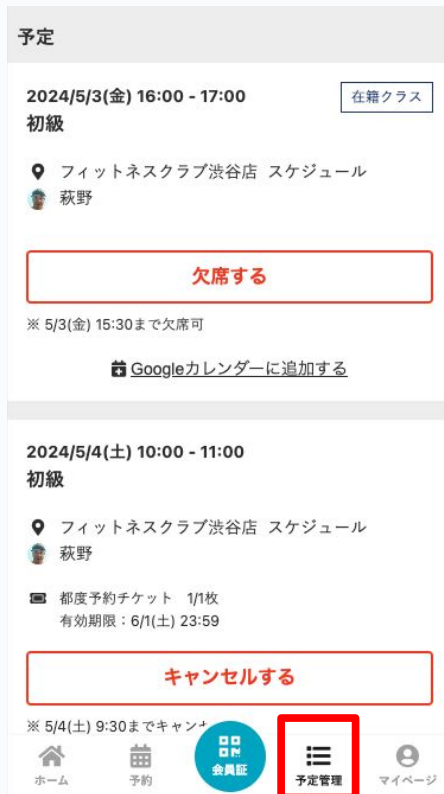 予定
2024/5/3(金) 16:00 - 17:00 在籍クラス
初級
フィットネスクラブ渋谷店 スケジュール
萩野
欠席する
※ 5/3(金) 15:30まで欠席可
Googleカレンダーに追加する
2024/5/4(土) 10:00 - 11:00
初級
フィットネスクラブ渋谷店 スケジュール
萩野
都度予約チケット 1/1枚
有効期限：6/1(土) 23:59
キャンセルする
※ 5/4(土) 9:30までキャン
ホーム 予約 会員証 予定管理 マイページ